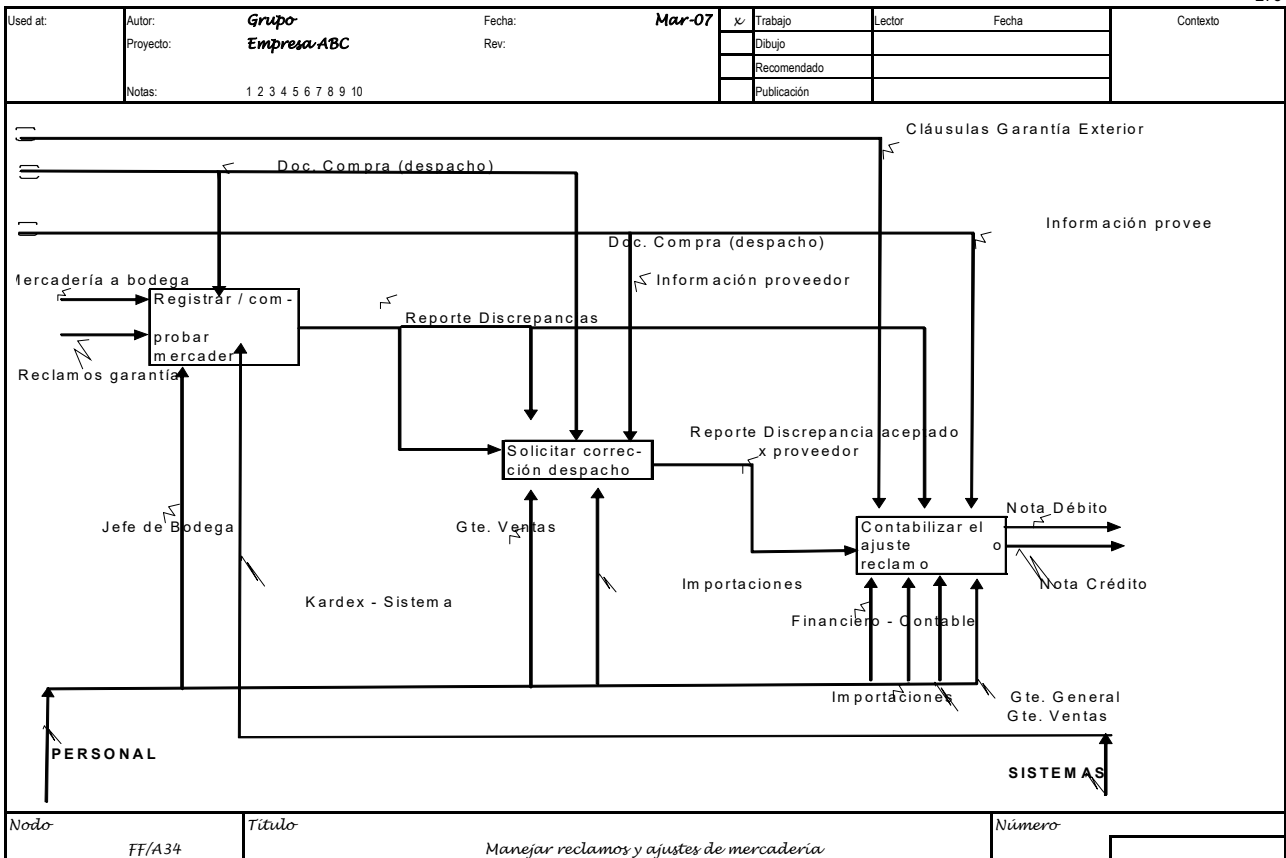 Used at:
Autor: Grupo Fecha: Mar-07 x Trabajo Lector Fecha Contexto
Proyecto: Empresa ABC Rev: Dibujo
Recomendado
Notas: 1 2 3 4 5 6 7 8 9 10 Publicación
Cláusulas Garantía Exterior
Doc. Compra (despacho)
Información provee
Doc. Compra (despacho)
Mercadería a bodega
Información proveedor
Registrar / com-
probar
mercader
Reporte Discrepancias
Reclamos garantía
Reporte Discrepancia aceptado
x proveedor
Solicitar correc-
ción despacho
Jefe de Bodega
Gte. Ventas
Nota Débito
Contabilizar el
ajuste o
reclamo
Importaciones
Nota Crédito
Kardex - Sistema
Financiero - Contable
Importaciones
Gte. General
Gte. Ventas
PERSONAL
SISTEMAS
Nodo Título Número
FF/A34 Manejar reclamos y ajustes de mercadería